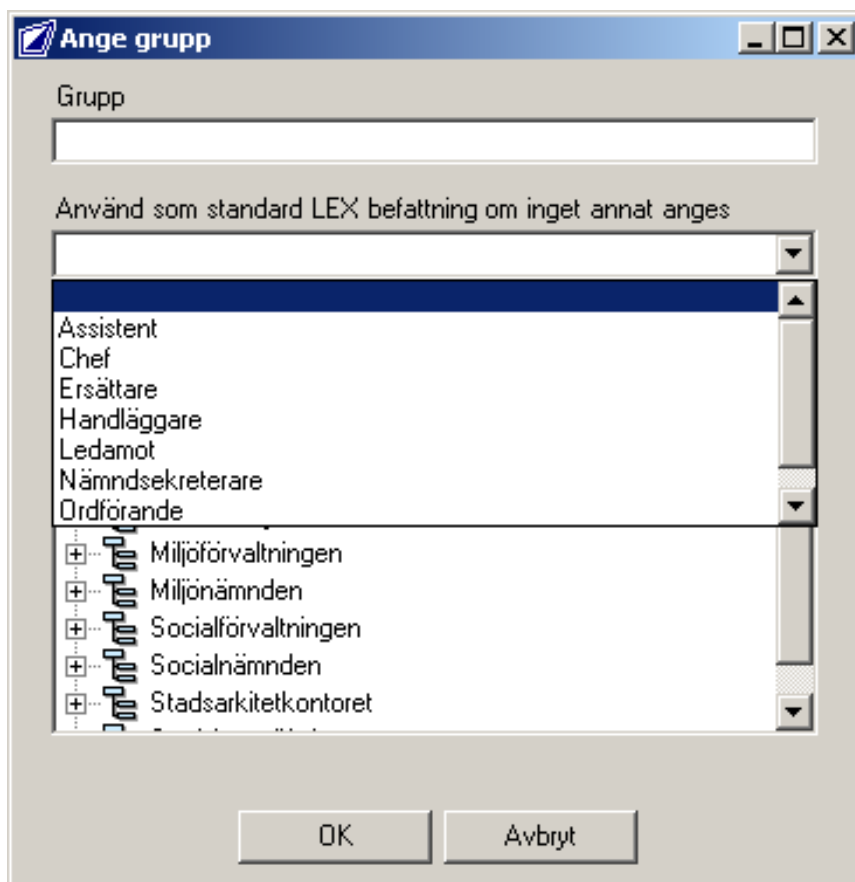 Ange grupp
Grupp
Använd som standard LEX befattning om inget annat anges
Assistent
Chef
Ersättare
Handläggare
Ledamot
Nämndsekreterare
Ordförande
Miljöförvaltningen
Miljönämnden
Socialförvaltningen
Socialnämnden
Stadsarkitetkontoret
OK
Avbryt